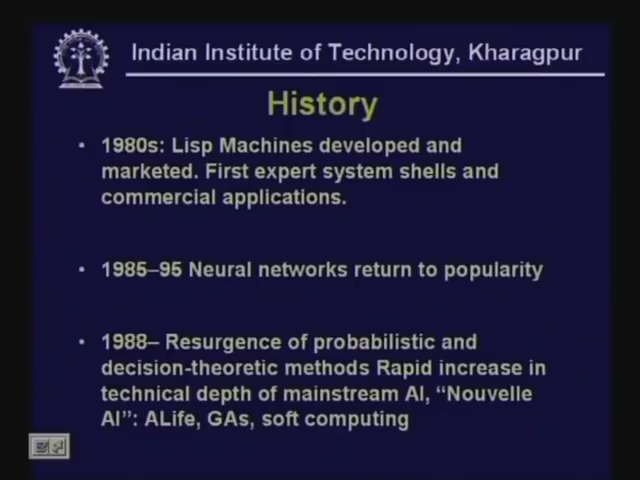 Indian Institute of Technology, Kharagpur
History
• 1980s: Lisp Machines developed and
marketed. First expert system shells and
commercial applications.
• 1985–95 Neural networks return to popularity
• 1988– Resurgence of probabilistic and
decision-theoretic methods Rapid increase in
technical depth of mainstream AI, “Nouvelle
AI”: ALife, GAs, soft computing